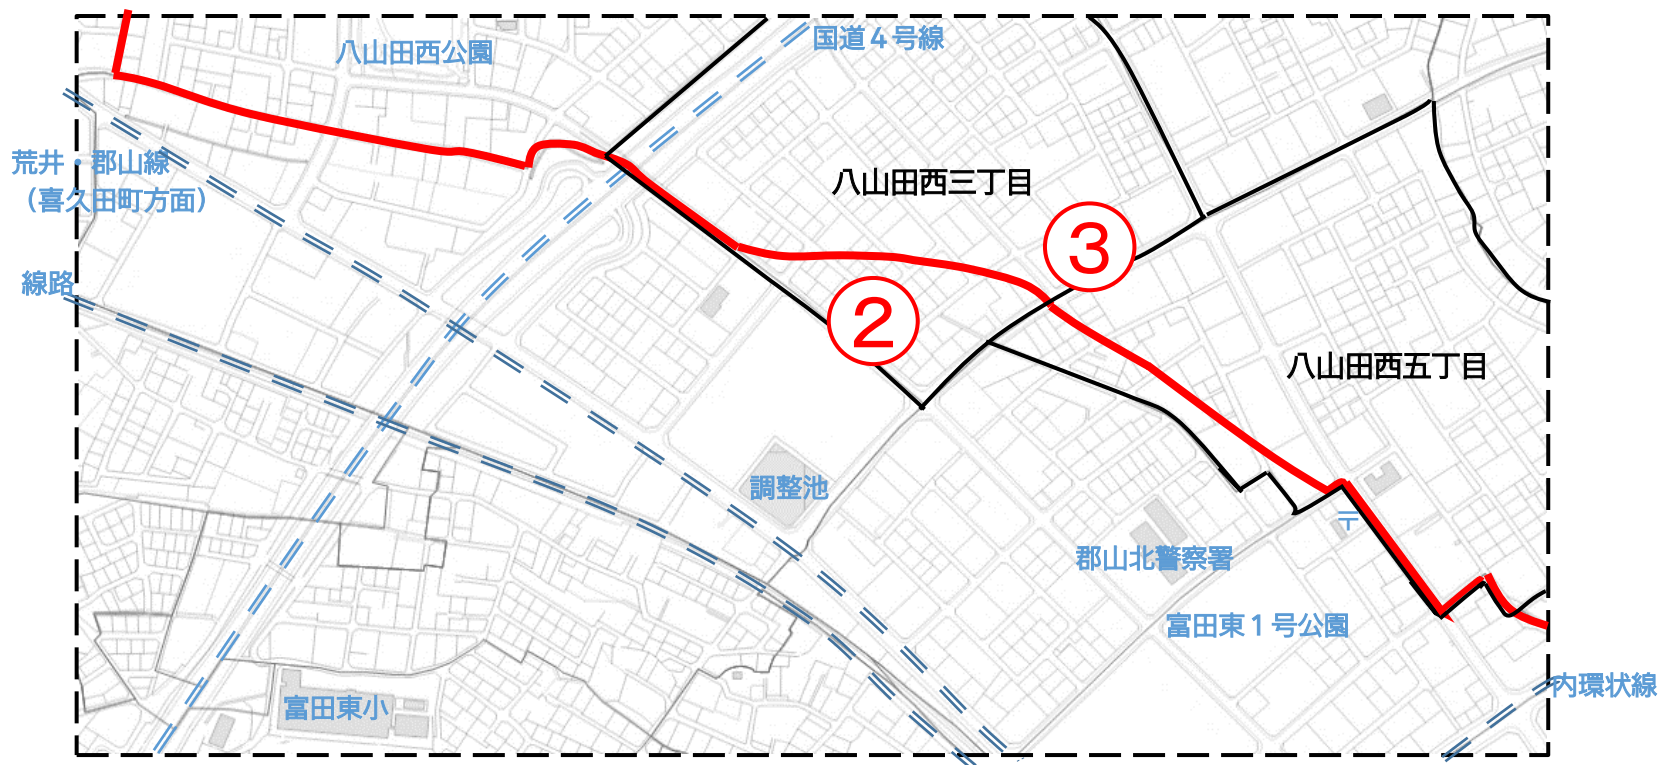 国道４号線
八山田西公園
荒井・郡山線
（喜久田町方面）
八山田西三丁目
③
線路
②
八山田西五丁目
調整池
〒
郡山北警察署
富田東１号公園
内環状線
富田東小